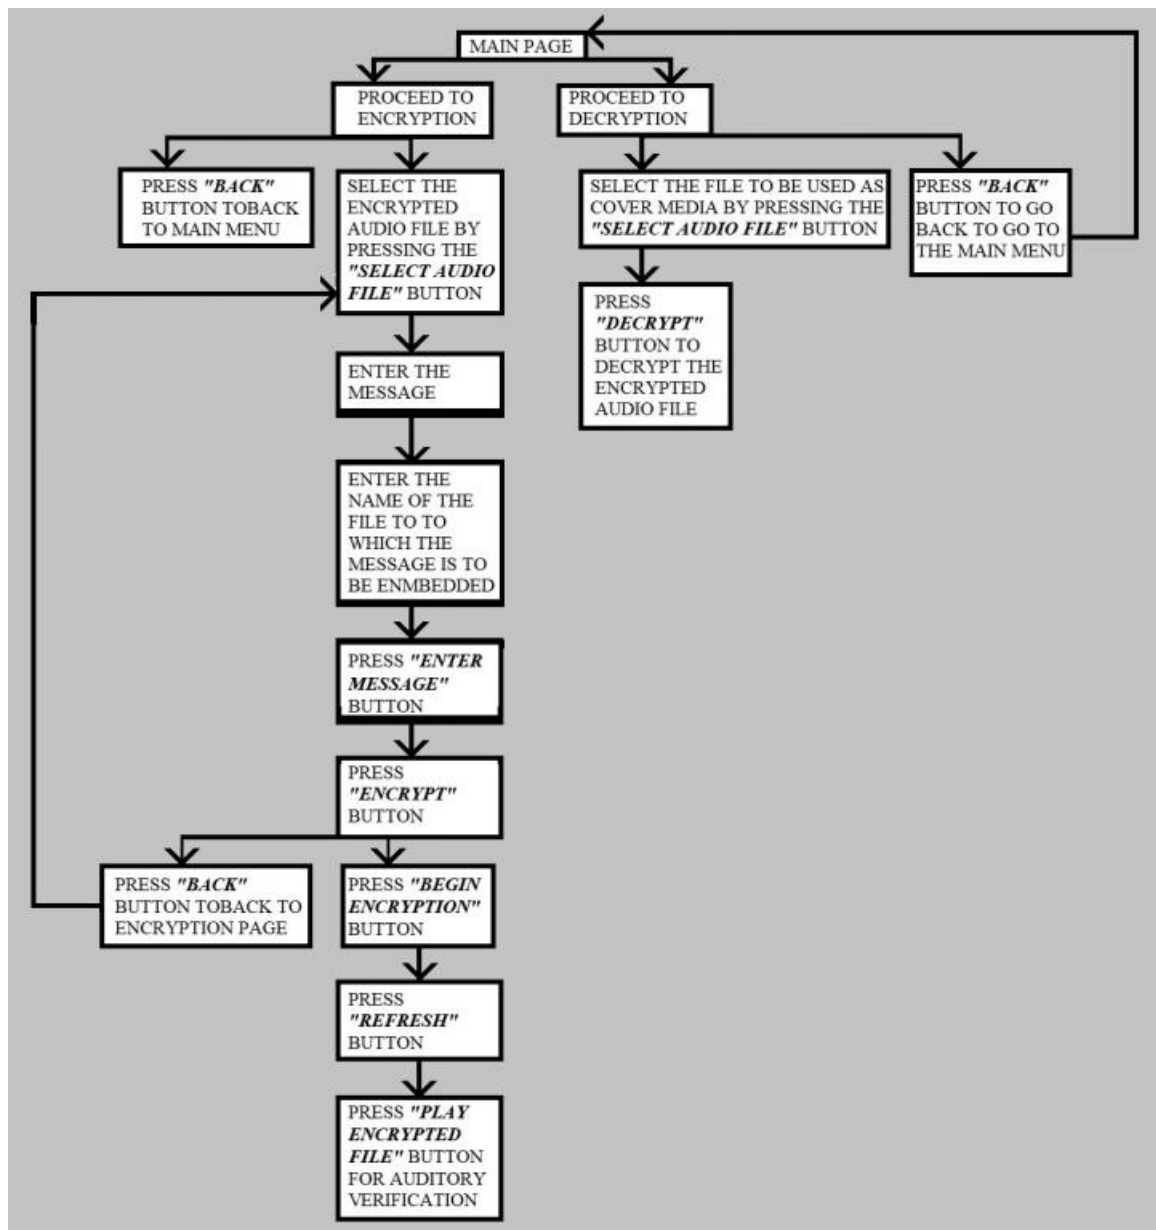 MAIN PAGE
PROCEED TO
ENCRYPTION
PROCEED TO
DECRYPTION
PRESS "BACK"
BUTTON TOBACK
TO MAIN MENU
SELECT THE
ENCRYPTED
AUDIO FILE BY
PRESSING THE
"SELECT AUDIO
FILE" BUTTON
SELECT THE FILE TO BE USED AS
COVER MEDIA BY PRESSING THE
"SELECT AUDIO FILE" BUTTON
PRESS "BACK"
BUTTON TO GO
BACK TO GO TO
THE MAIN MENU
PRESS
"DECRYPT"
BUTTON TO
DECRYPT THE
ENCRYPTED
AUDIO FILE
ENTER THE
MESSAGE
ENTER THE
NAME OF THE
FILE TO TO
WHICH THE
MESSAGE IS TO
BE ENMBEDDED
PRESS "ENTER
MESSAGE"
BUTTON
PRESS
"ENCRYPT"
BUTTON
PRESS "BACK"
BUTTON TOBACK TO
ENCRYPTION PAGE
PRESS "BEGIN
ENCRYPTION"
BUTTON
PRESS
"REFRESH"
BUTTON
PRESS "PLAY
ENCRYPTED
FILE" BUTTON
FOR AUDITORY
VERIFICATION